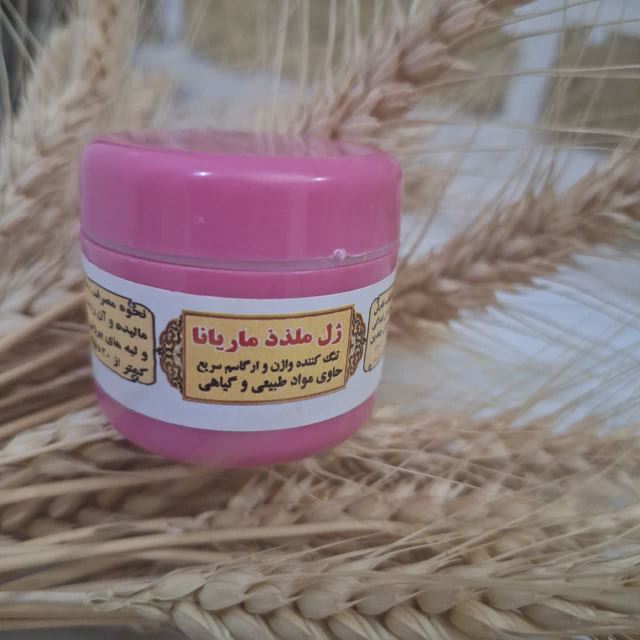 ژل ملذذ ماریانا
تنگ کننده واژن و ارگاسم سریع
حاوی مواد طبیعی و گیاهی
نحوه مصرف
مالیده و آن
و لبه های
کمتر از